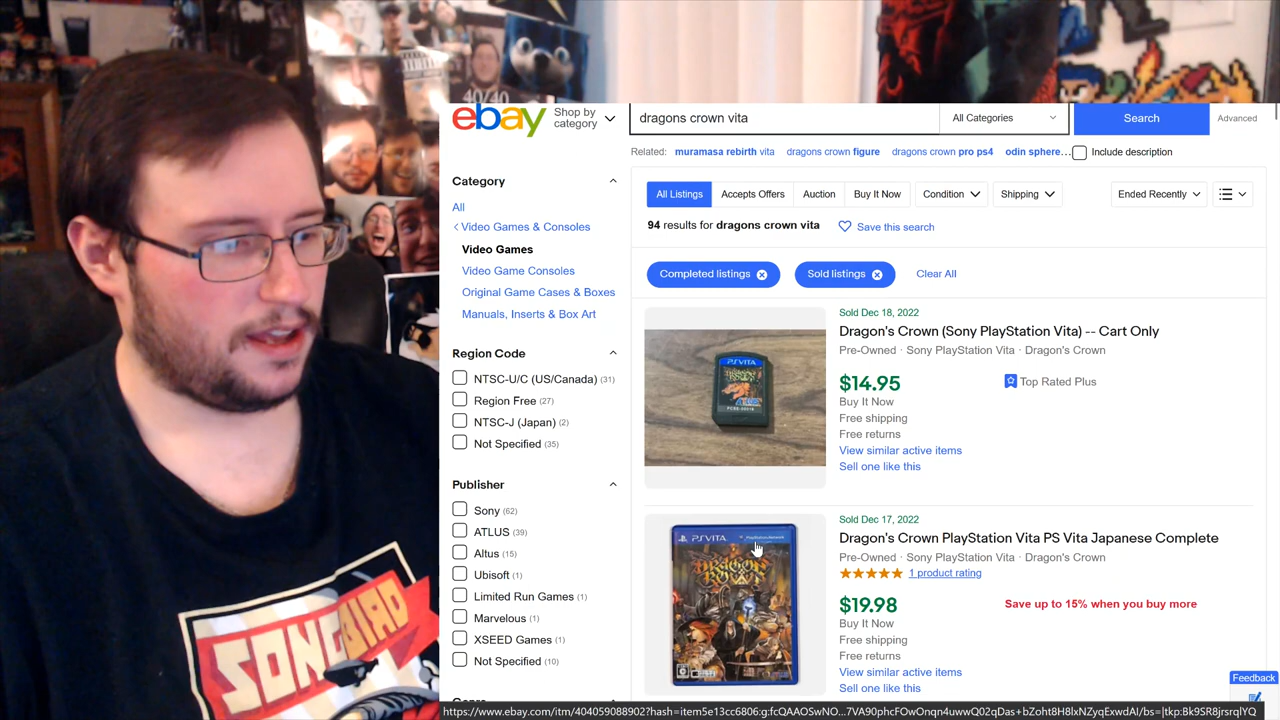 40/40
ebay
Shop by category
dragons crown vita
All Categories
Search
Advanced
Related: muramasa rebirth vita dragons crown figure dragons crown pro ps4 odin sphere...
Include description
Category
All
Video Games & Consoles
Video Games
Video Game Consoles
Original Game Cases & Boxes
Manuals, Inserts & Box Art
Region Code
NTSC-U/C (US/Canada) (31)
Region Free (27)
NTSC-J (Japan) (2)
Not Specified (35)
Publisher
Sony (62)
ATLUS (39)
Altus (15)
Ubisoft (1)
Limited Run Games (1)
Marvelous (1)
XSEED Games (1)
Not Specified (10)
All Listings
Accepts Offers
Auction
Buy It Now
Condition
Shipping
Ended Recently
94 results for dragons crown vita
Save this search
Completed listings
Sold listings
Clear All
PSVITA
Sold Dec 18, 2022
Dragon's Crown (Sony PlayStation Vita) -- Cart Only
Pre-Owned · Sony PlayStation Vita · Dragon's Crown
$14.95
Top Rated Plus
Buy It Now
Free shipping
Free returns
View similar active items
Sell one like this
PSVITA
DRAGON'S CROWN
Sold Dec 17, 2022
Dragon's Crown PlayStation Vita PS Vita Japanese Complete
Pre-Owned · Sony PlayStation Vita · Dragon's Crown
1 product rating
$19.98
Save up to 15% when you buy more
Buy It Now
Free shipping
Free returns
View similar active items
Sell one like this
Feedback
SONGBIRD